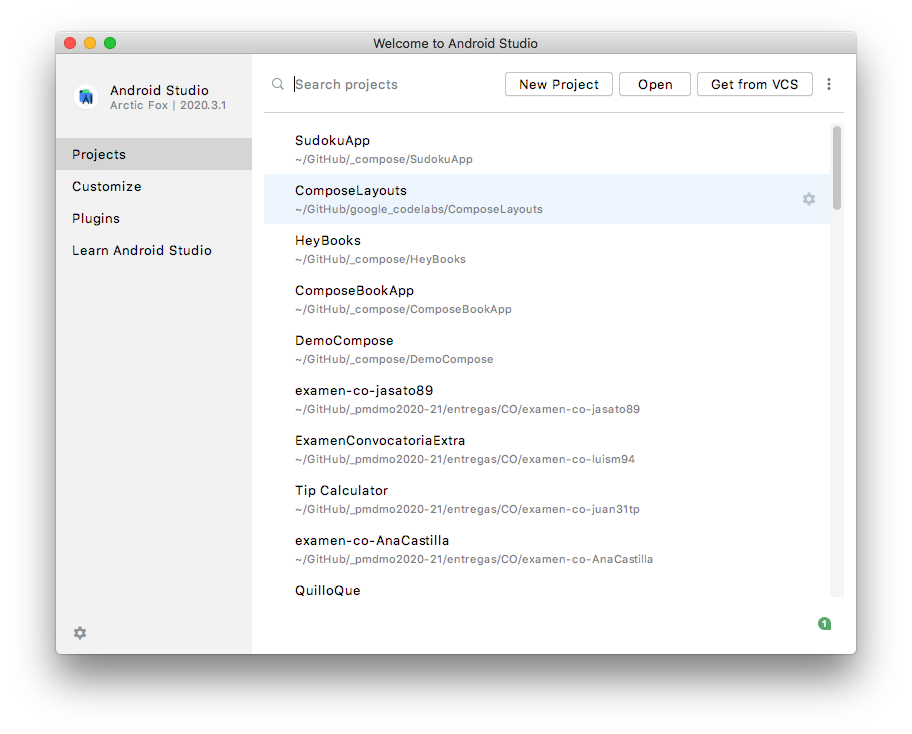 Welcome to Android Studio
Android Studio
Arctic Fox | 2020.3.1
Projects
Customize
Plugins
Learn Android Studio
Search projects
New Project
Open
Get from VCS
SudokuApp
~/GitHub/_compose/SudokuApp
ComposeLayouts
~/GitHub/google_codelabs/ComposeLayouts
HeyBooks
~/GitHub/_compose/HeyBooks
ComposeBookApp
~/GitHub/_compose/ComposeBookApp
DemoCompose
~/GitHub/_compose/DemoCompose
examen-co-jasato89
~/GitHub/_pmdmo2020-21/entregas/CO/examen-co-jasato89
ExamenConvocatoriaExtra
~/GitHub/_pmdmo2020-21/entregas/CO/examen-co-luism94
Tip Calculator
~/GitHub/_pmdmo2020-21/entregas/CO/examen-co-juan31tp
examen-co-AnaCastilla
~/GitHub/_pmdmo2020-21/entregas/CO/examen-co-AnaCastilla
QuilloQue
1